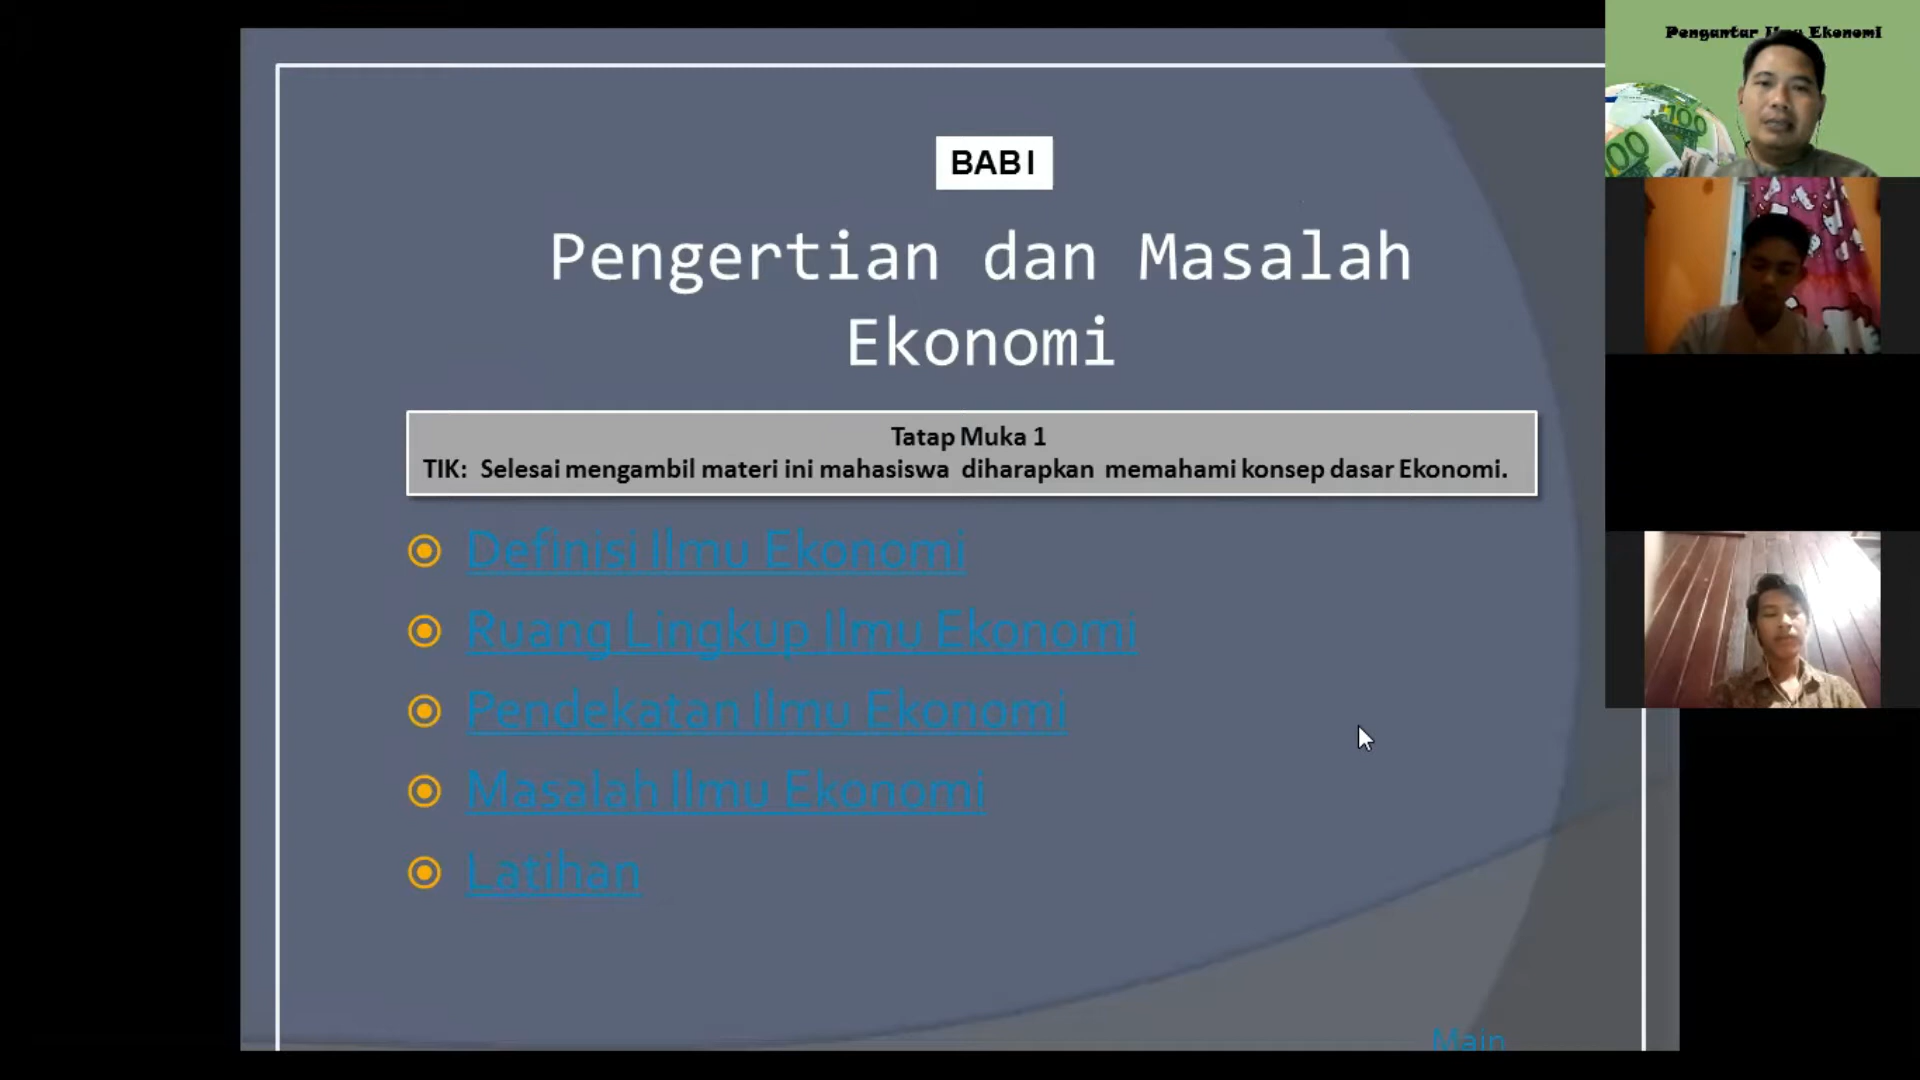 BAB I
Pengertian dan Masalah
Ekonomi
Tatap Muka 1
TIK: Selesai mengambil materi ini mahasiswa diharapkan memahami konsep dasar Ekonomi.
Definisi Ilmu Ekonomi
Ruang Lingkup Ilmu Ekonomi
Pendekatan Ilmu Ekonomi
Masalah Ilmu Ekonomi
Latihan
Main
Pengantar Ekonomi
100